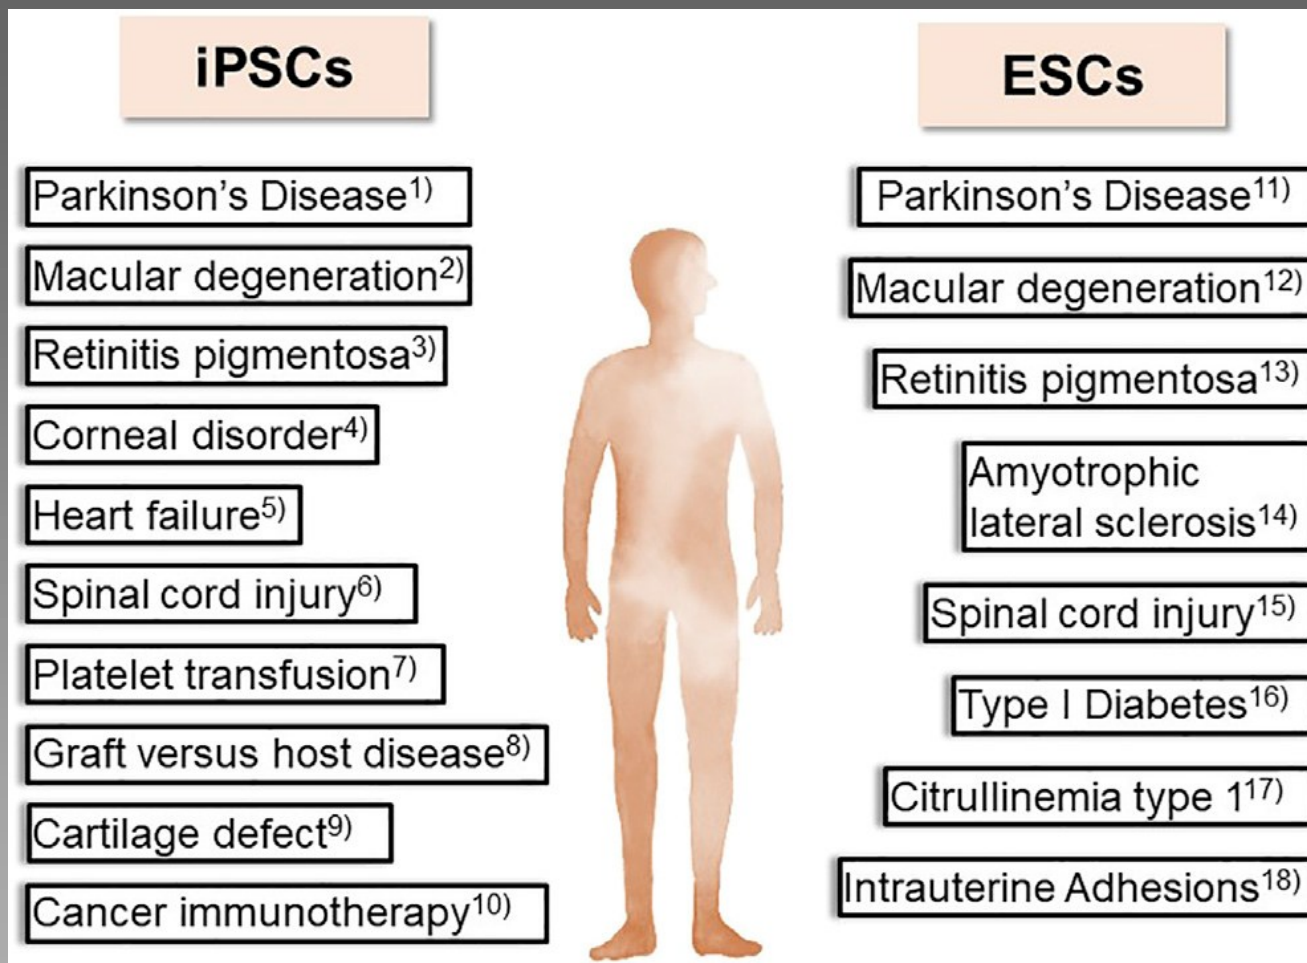 iPSCs
Parkinson's Disease1)
Macular degeneration2)
Retinitis pigmentosa3)
Corneal disorder4)
Heart failure5)
Spinal cord injury6)
Platelet transfusion7)
Graft versus host disease8)
Cartilage defect9)
Cancer immunotherapy10)
ESCs
Parkinson's Disease11)
Macular degeneration12)
Retinitis pigmentosa13)
Amyotrophic
lateral sclerosis14)
Spinal cord injury15)
Type I Diabetes16)
Citrullinemia type 117)
Intrauterine Adhesions18)